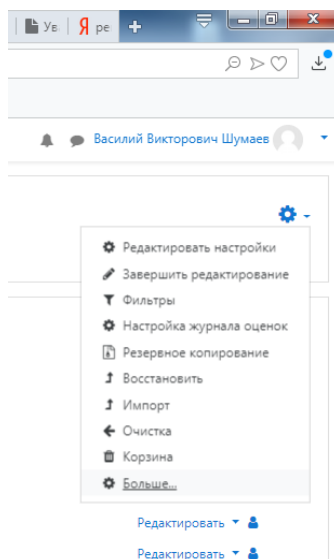 Ув Я ре
Василий Викторович Шумаев
Редактировать настройки
Завершить редактирование
Фильтры
Настройка журнала оценок
Резервное копирование
Восстановить
Импорт
Очистка
Корзина
Больше...
Редактировать
Редактировать